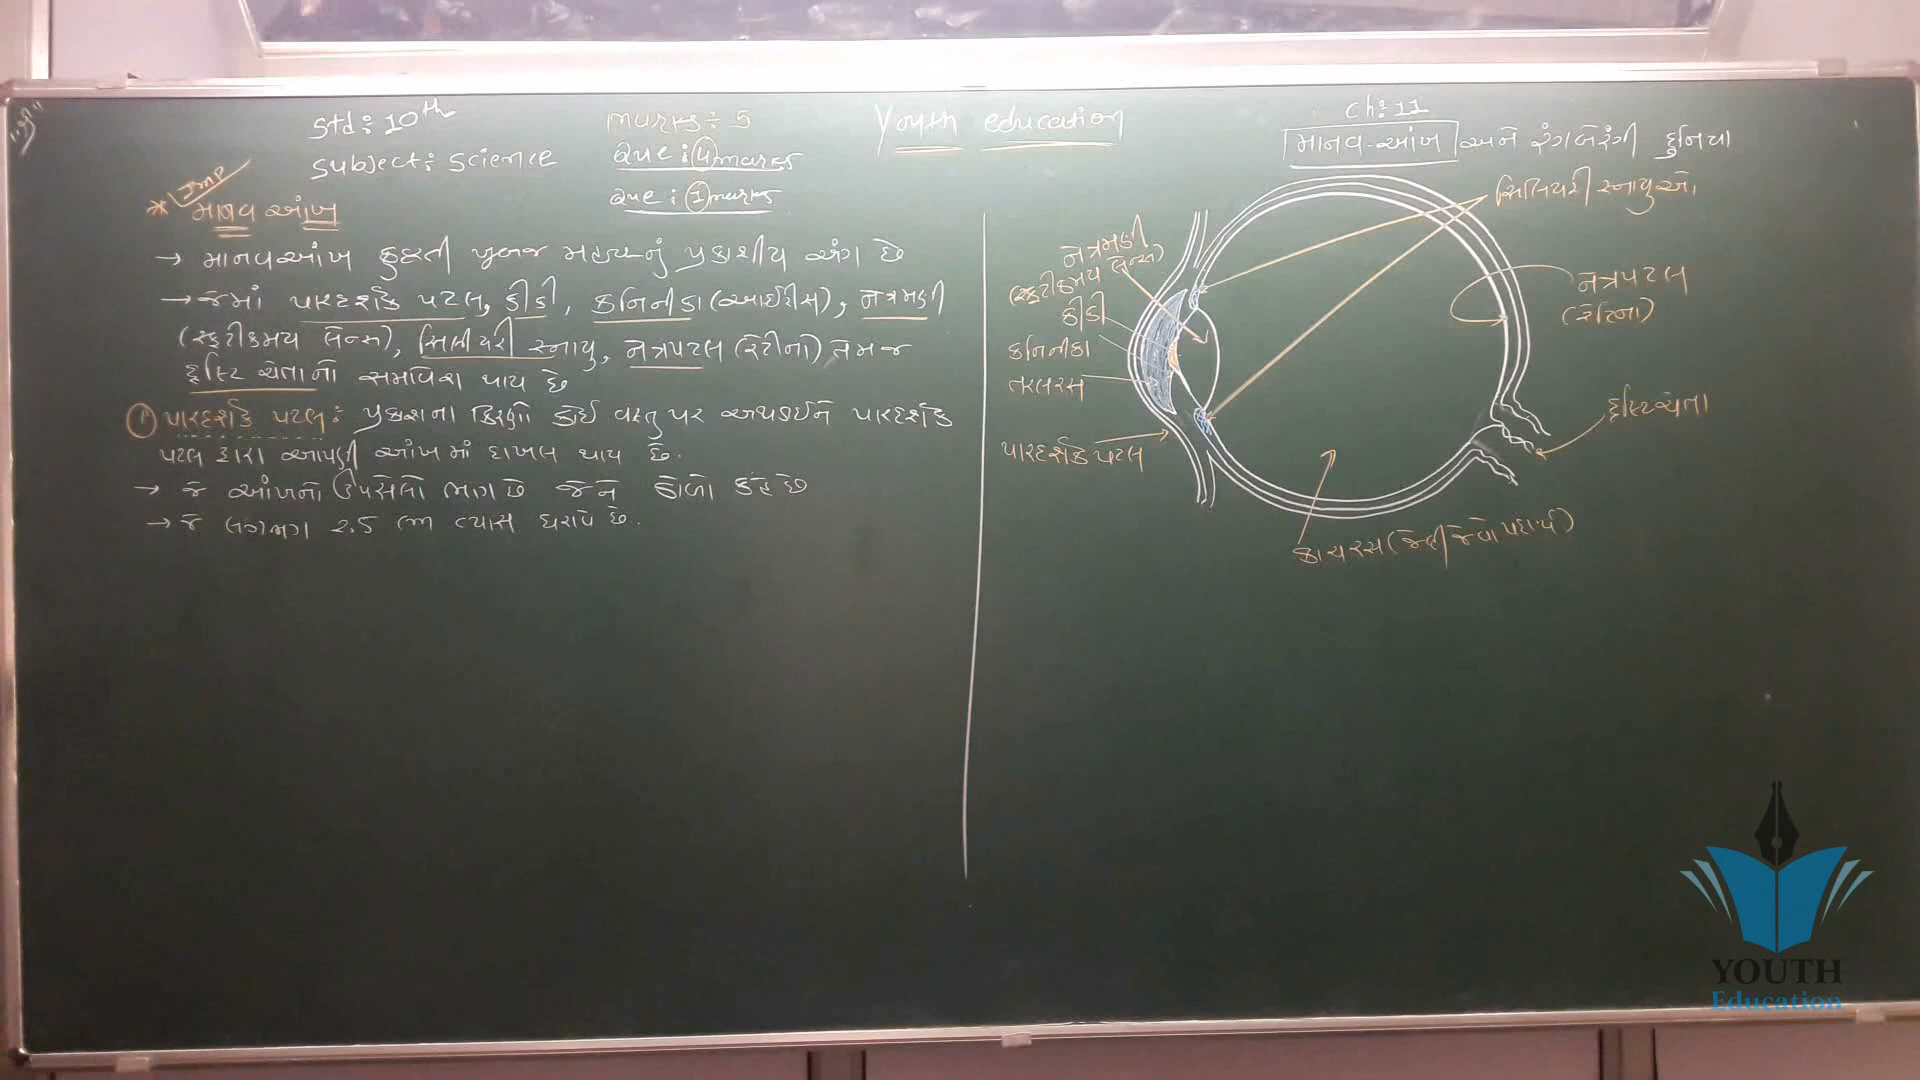 "શ્રી"
Std: 10th
Subject: Science
marks: 5
Que: 4 marks
Que: 1 marks
Youth education
Ch: 11
માનવ-આંખ અને રંગબેરંગી દુનિયા
* Imp
માનવ આંખ
→ માનવઆંખ કુદરતી ખૂબજ મહત્વનું પ્રકાશીય અંગ છે
→ જેમાં પારદર્શક પટલ, કીકી, કનિનીકા (આઈરીસ), નેત્રમણી
(સ્ફટીકમય લેન્સ), સિલીયરી સ્નાયુ, નેત્રપટલ (રેટીના) તેમજ
દ્રષ્ટિ ચેતાનો સમાવેશ થાય છે
① પારદર્શક પટલ: પ્રકાશના કિરણો કોઈ વસ્તુ પર અથડાઈને પારદર્શક
પટલ દ્વારા આપણી આંખમાં દાખલ થાય છે.
→ જે આંખનો ઉપસેલો ભાગ છે જેને ડોળો કહે છે
→ જે લગભગ 2.5 cm વ્યાસ ધરાવે છે.
નેત્રમણી
(સ્ફટીકમય લેન્સ)
કીકી
કનિનીકા
તરલરસ
પારદર્શક પટલ
સિલિયરી સ્નાયુઓ
નેત્રપટલ
(રેટિના)
દ્રષ્ટિચેતા
કાચરસ (જેલી જેવો પદાર્થ)
YOUTH
Education